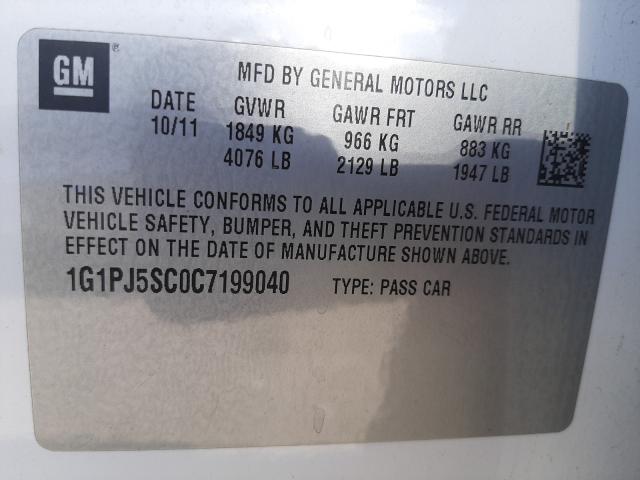 GM ®
MFD BY GENERAL MOTORS LLC
DATE GVWR GAWR FRT GAWR RR
10/11 1849 KG 966 KG 883 KG
4076 LB 2129 LB 1947 LB
THIS VEHICLE CONFORMS TO ALL APPLICABLE U.S. FEDERAL MOTOR
VEHICLE SAFETY, BUMPER, AND THEFT PREVENTION STANDARDS IN
EFFECT ON THE DATE OF MANUFACTURE SHOWN ABOVE.
1G1PJ5SC0C7199040 TYPE: PASS CAR